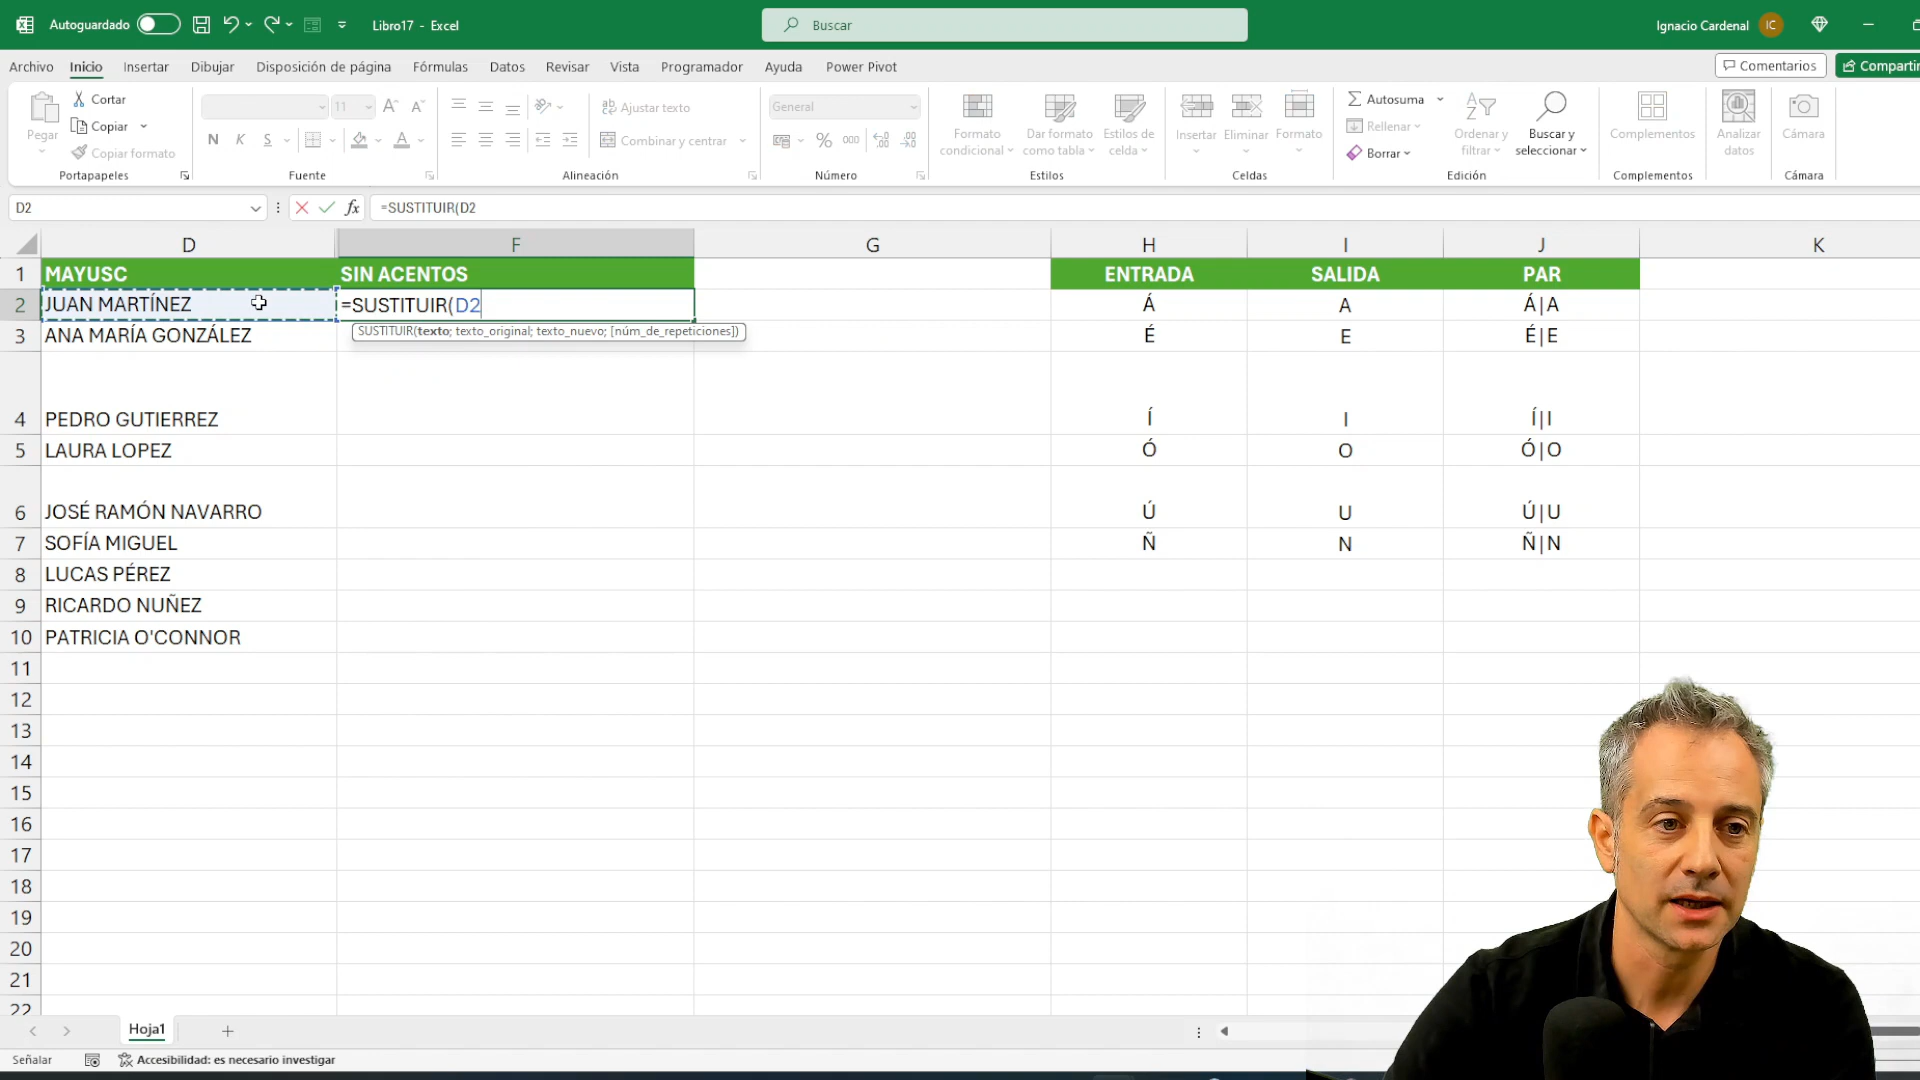 Autoguardado
Libro17 - Excel
Buscar
Ignacio Cardenal
IC
Archivo Inicio Insertar Dibujar Disposición de página Fórmulas Datos Revisar Vista Programador Ayuda Power Pivot
Comentarios
Compartir
Pegar
Cortar
Copiar
Copiar formato
Portapapeles
11
N K S
Fuente
Ajustar texto
Combinar y centrar
Alineación
General
% 000
Número
Formato condicional
Dar formato como tabla
Estilos de celda
Estilos
Insertar Eliminar Formato
Celdas
Autosuma
Rellenar
Borrar
Ordenar y filtrar
Buscar y seleccionar
Edición
Complementos
Complementos
Analizar datos
Cámara
Cámara
D2
fx
=SUSTITUIR(D2
D F G H I J K
1 MAYUSC SIN ACENTOS ENTRADA SALIDA PAR
2 JUAN MARTÍNEZ =SUSTITUIR(D2 Á A Á|A
SUSTITUIR(texto; texto_original; texto_nuevo; [núm_de_repeticiones])
3 ANA MARÍA GONZÁLEZ É E É|E
4 PEDRO GUTIERREZ Í I Í|I
5 LAURA LOPEZ Ó O Ó|O
6 JOSÉ RAMÓN NAVARRO Ú U Ú|U
7 SOFÍA MIGUEL Ñ N Ñ|N
8 LUCAS PÉREZ
9 RICARDO NUÑEZ
10 PATRICIA O'CONNOR
11
12
13
14
15
16
17
18
19
20
21
22
Hoja1
Señalar
Accesibilidad: es necesario investigar